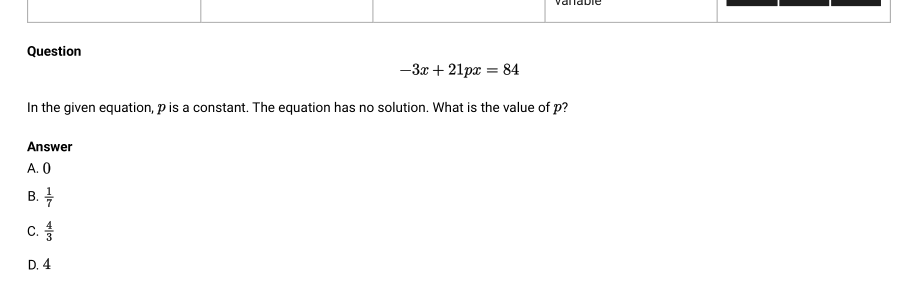 variable
Question
−3x + 21px = 84
In the given equation, p is a constant. The equation has no solution. What is the value of p?
Answer
A. 0
B. 1/7
C. 4/3
D. 4